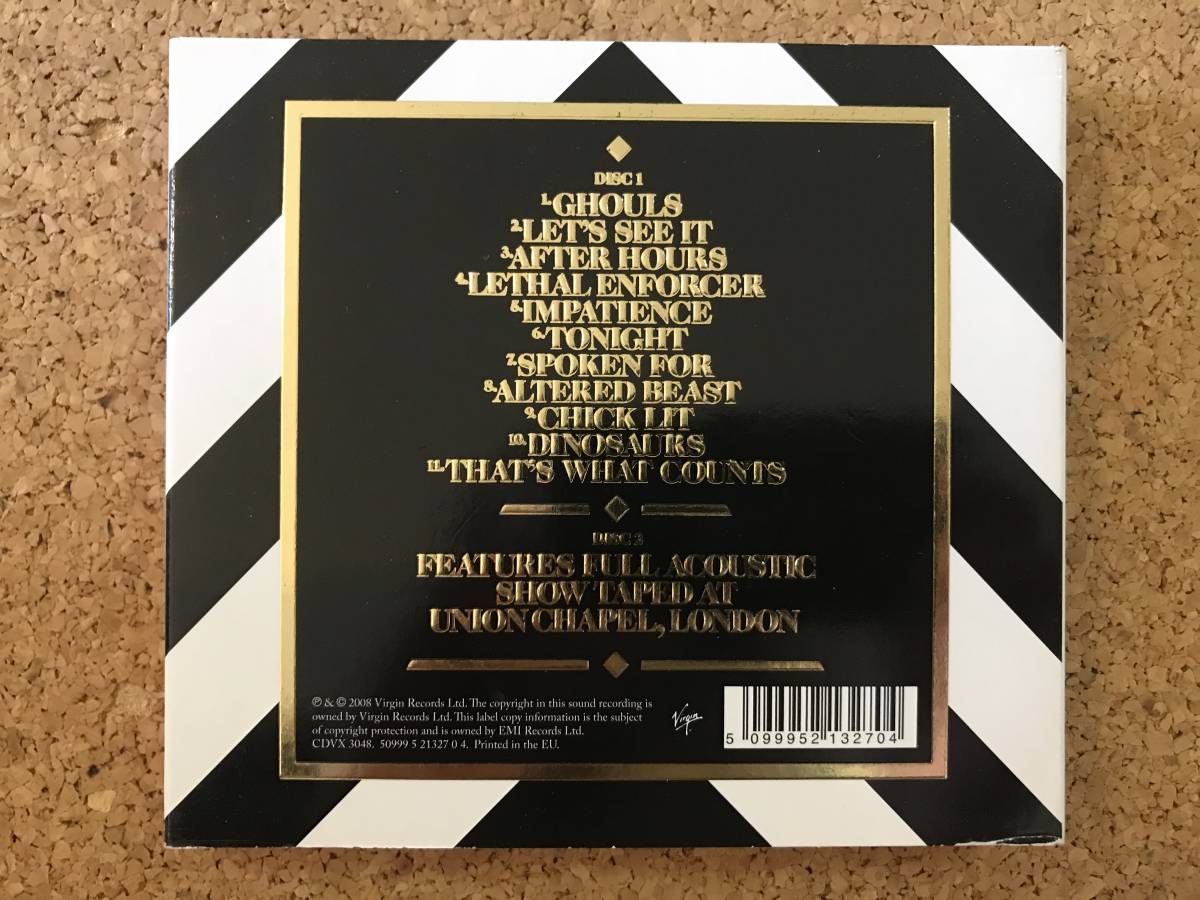 DISC 1
1. GHOULS
2. LET'S SEE IT
3. AFTER HOURS
4. LETHAL ENFORCER
5. IMPATIENCE
6. TONIGHT
7. SPOKEN FOR
8. ALTERED BEAST
9. CHICK LIT
10. DINOSAURS
11. THAT'S WHAT COUNTS
DISC 2
FEATURES FULL ACOUSTIC
SHOW TAPED AT
UNION CHAPEL, LONDON
℗ & © 2008 Virgin Records Ltd. The copyright in this sound recording is
owned by Virgin Records Ltd. This label copy information is the subject
of copyright protection and is owned by EMI Records Ltd.
CDVX 3048. 50999 5 21327 0 4. Printed in the EU.
Virgin
5 099952 132704